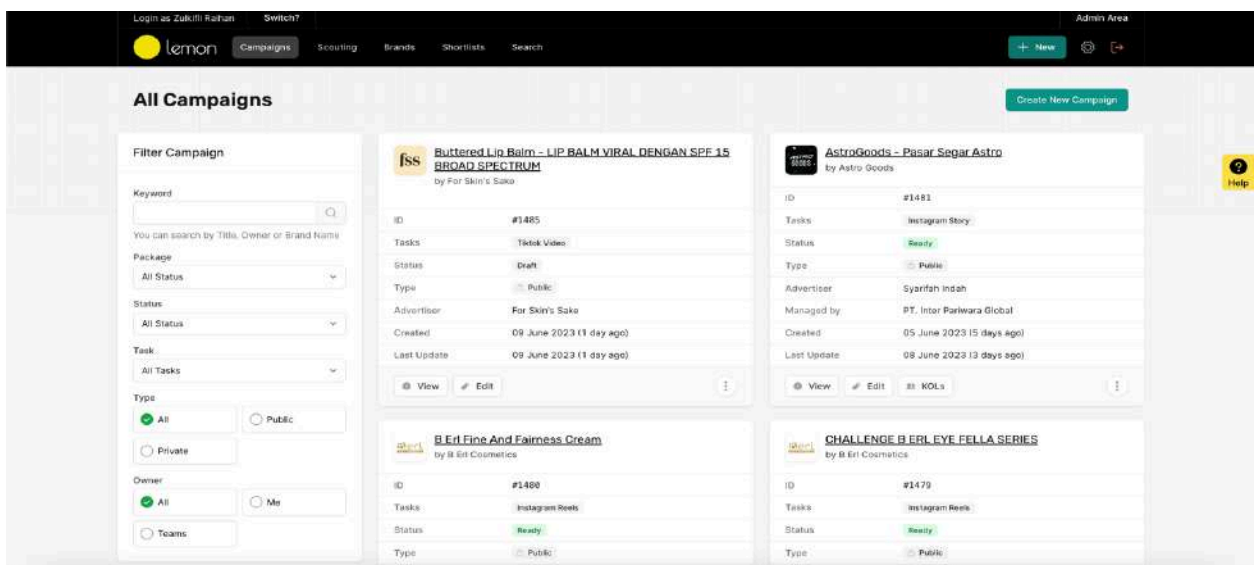 Login as Zulkifli Raihan Switch? Admin Area
lemon Campaigns Scouting Brands Shortlists Search + New
All Campaigns Create New Campaign
Filter Campaign
Keyword
You can search by Title, Owner or Brand Name
Package
All Status
Status
All Status
Task
All Tasks
Type
All Public
Private
Owner
All Me
Teams
fss
Buttered Lip Balm - LIP BALM VIRAL DENGAN SPF 15
BROAD SPECTRUM
by For Skin's Sake
ID #1485
Tasks Tiktok Video
Status Draft
Type Public
Advertiser For Skin's Sake
Created 09 June 2023 (1 day ago)
Last Update 09 June 2023 (1 day ago)
View Edit
AstroGoods - Pasar Segar Astro
by Astro Goods
ID #1481
Tasks Instagram Story
Status Ready
Type Public
Advertiser Syarifah Indah
Managed by PT. Inter Pariwara Global
Created 05 June 2023 (5 days ago)
Last Update 08 June 2023 (3 days ago)
View Edit KOLs
B Erl Fine And Fairness Cream
by B Erl Cosmetics
ID #1480
Tasks Instagram Reels
Status Ready
Type Public
CHALLENGE B ERL EYE FELLA SERIES
by B Erl Cosmetics
ID #1479
Tasks Instagram Reels
Status Ready
Type Public
?
Help